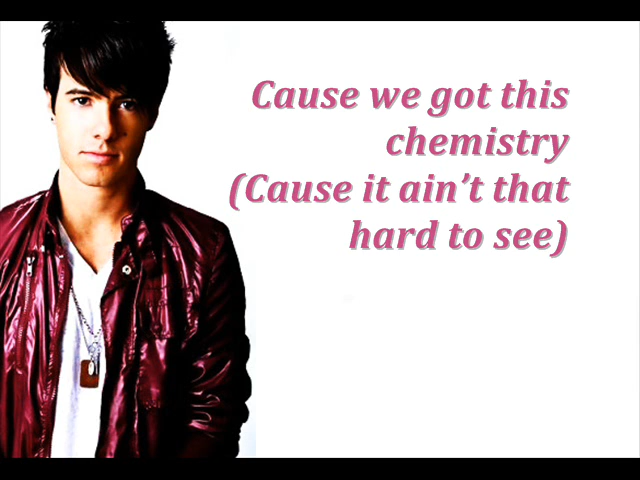 Cause we got this
chemistry
(Cause it ain’t that
hard to see)